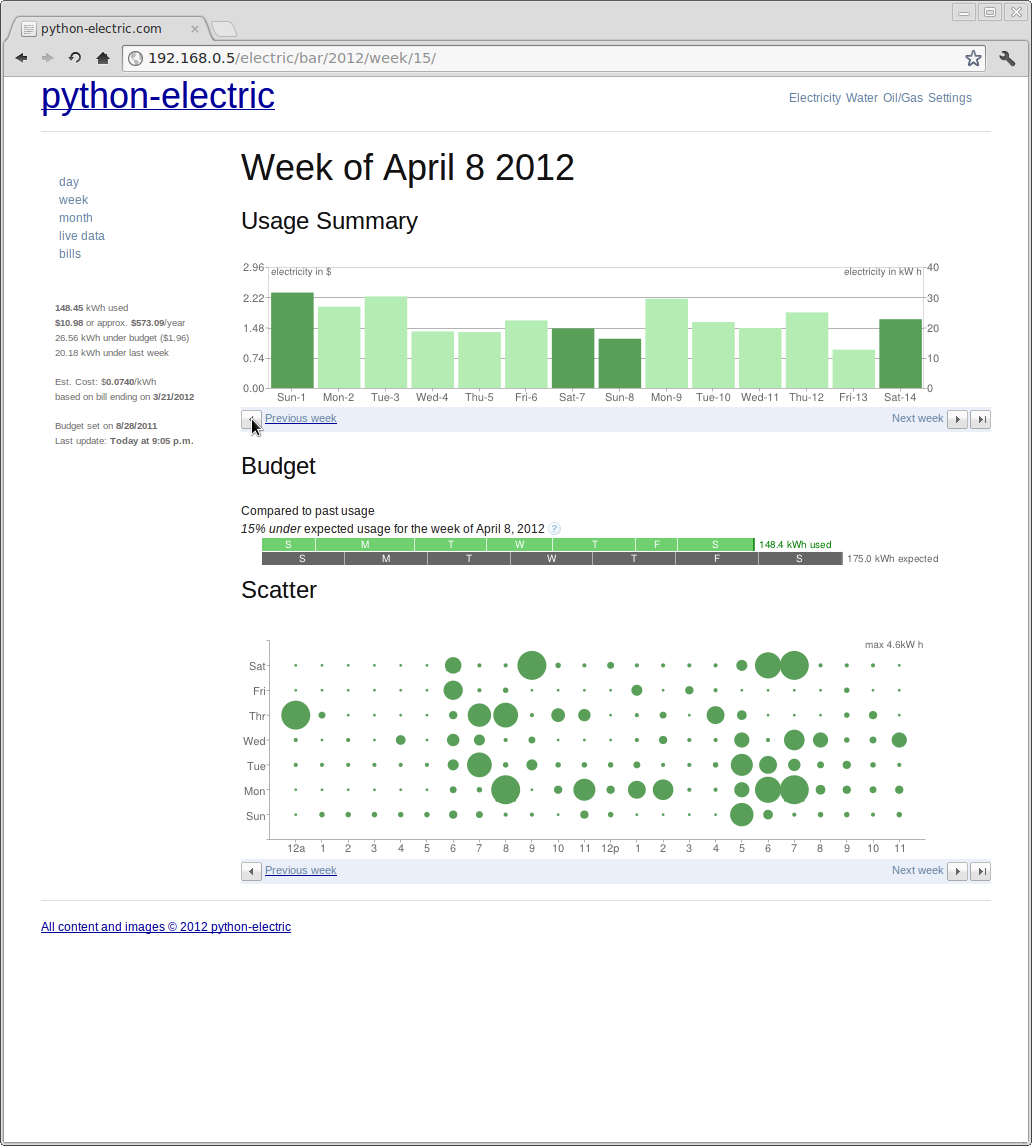 python-electric.com
192.168.0.5/electric/bar/2012/week/15/
python-electric
Electricity Water Oil/Gas Settings
day
week
month
live data
bills
148.45 kWh used
$10.98 or approx. $573.09/year
26.56 kWh under budget ($1.96)
20.18 kWh under last week
Est. Cost: $0.0740/kWh
based on bill ending on 3/21/2012
Budget set on 8/28/2011
Last update: Today at 9:05 p.m.
Week of April 8 2012
Usage Summary
electricity in $ electricity in kW h
2.96 40
2.22 30
1.48 20
0.74 10
0.00 0
Sun-1 Mon-2 Tue-3 Wed-4 Thu-5 Fri-6 Sat-7 Sun-8 Mon-9 Tue-10 Wed-11 Thu-12 Fri-13 Sat-14
Previous week Next week
Budget
Compared to past usage
15% under expected usage for the week of April 8, 2012 ?
S M T W T F S 148.4 kWh used
S M T W T F S 175.0 kWh expected
Scatter
max 4.6kW h
Sat
Fri
Thr
Wed
Tue
Mon
Sun
12a 1 2 3 4 5 6 7 8 9 10 11 12p 1 2 3 4 5 6 7 8 9 10 11
Previous week Next week
All content and images © 2012 python-electric